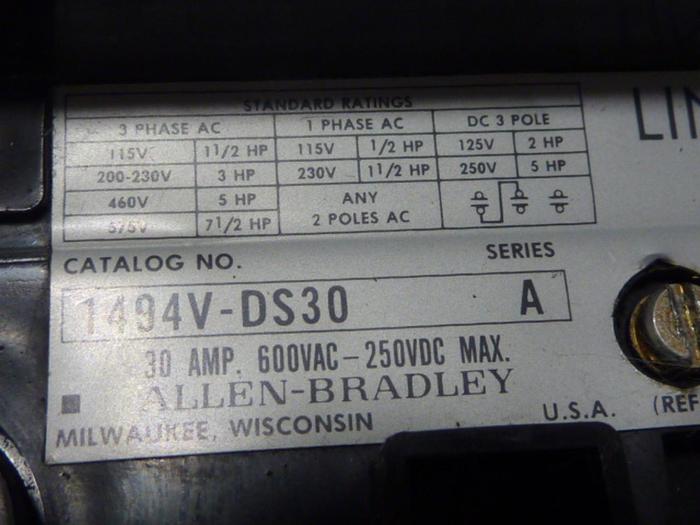 STANDARD RATINGS
3 PHASE AC 1 PHASE AC DC 3 POLE
115V 1 1/2 HP 115V 1/2 HP 125V 2 HP
200-230V 3 HP 230V 1 1/2 HP 250V 5 HP
460V 5 HP ANY
575V 7 1/2 HP 2 POLES AC
LIN
CATALOG NO. SERIES
1494V-DS30 A
30 AMP. 600VAC-250VDC MAX.
ALLEN-BRADLEY
MILWAUKEE, WISCONSIN U.S.A. (REF